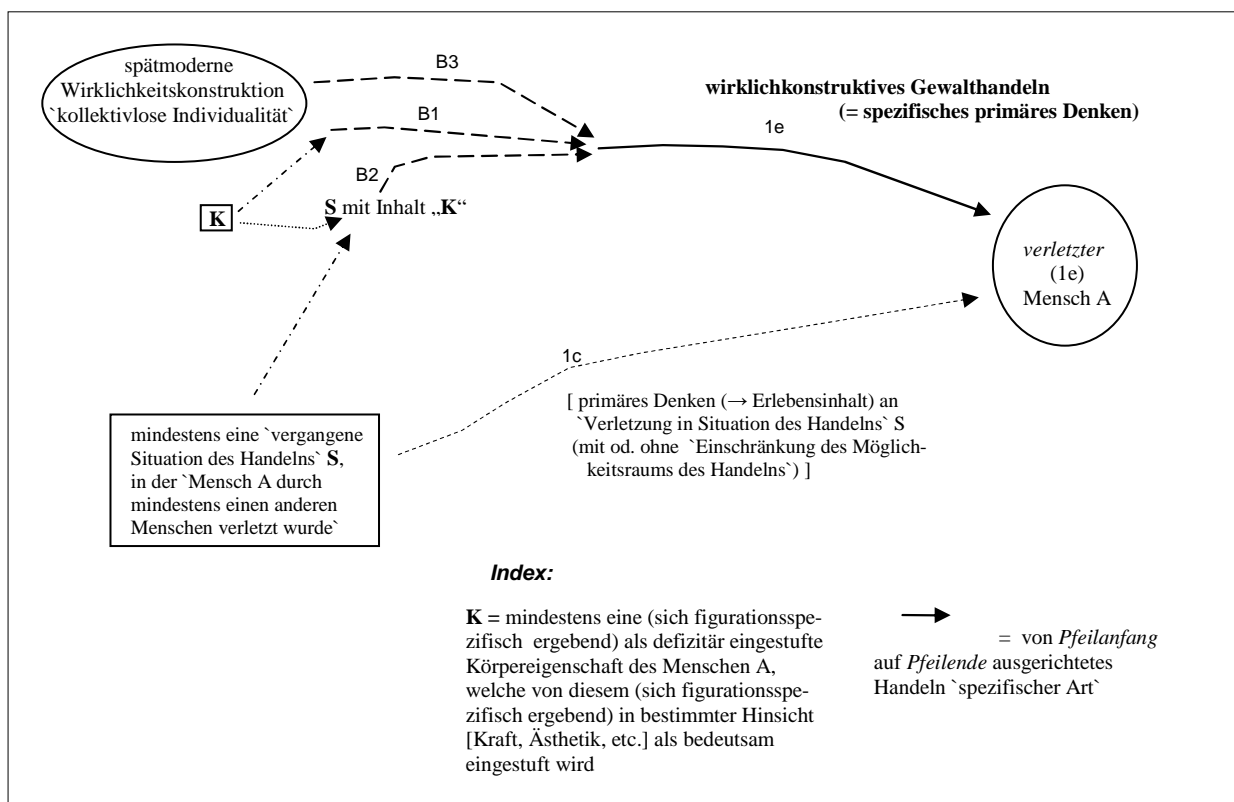 spätmoderne
Wirklichkeitskonstruktion
`kollektivlose Individualität`
B3
wirklichkonstruktives Gewalthandeln
(= spezifisches primäres Denken)
B1
1e
B2
K
S mit Inhalt „K“
verletzter
(1e)
Mensch A
1c
[ primäres Denken (→ Erlebensinhalt) an
`Verletzung in Situation des Handelns` S
(mit od. ohne `Einschränkung des Möglich-
keitsraums des Handelns`) ]
mindestens eine `vergangene
Situation des Handelns` S,
in der `Mensch A durch
mindestens einen anderen
Menschen verletzt wurde`
Index:
K = mindestens eine (sich figurationsspe-
zifisch ergebend) als defizitär eingestufte
Körpereigenschaft des Menschen A,
welche von diesem (sich figurationsspe-
zifisch ergebend) in bestimmter Hinsicht
[Kraft, Ästhetik, etc.] als bedeutsam
eingestuft wird
= von Pfeilanfang
auf Pfeilende ausgerichtetes
Handeln `spezifischer Art`